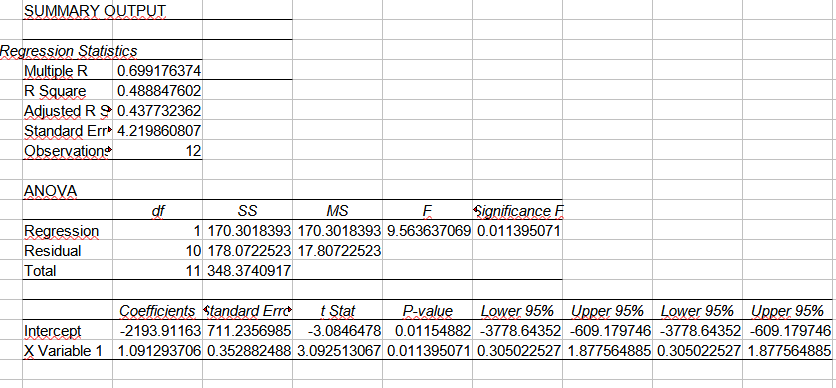 SUMMARY OUTPUT
Regression Statistics
Multiple R 0.699176374
R Square 0.488847602
Adjusted R S 0.437732362
Standard Err 4.219860807
Observations 12
ANOVA
df SS MS F Significance F
Regression 1 170.3018393 170.3018393 9.563637069 0.011395071
Residual 10 178.0722523 17.80722523
Total 11 348.3740917
Coefficients Standard Erro t Stat P-value Lower 95% Upper 95% Lower 95% Upper 95%
Intercept -2193.91163 711.2356985 -3.0846478 0.01154882 -3778.64352 -609.179746 -3778.64352 -609.179746
X Variable 1 1.091293706 0.352882488 3.092513067 0.011395071 0.305022527 1.877564885 0.305022527 1.877564885